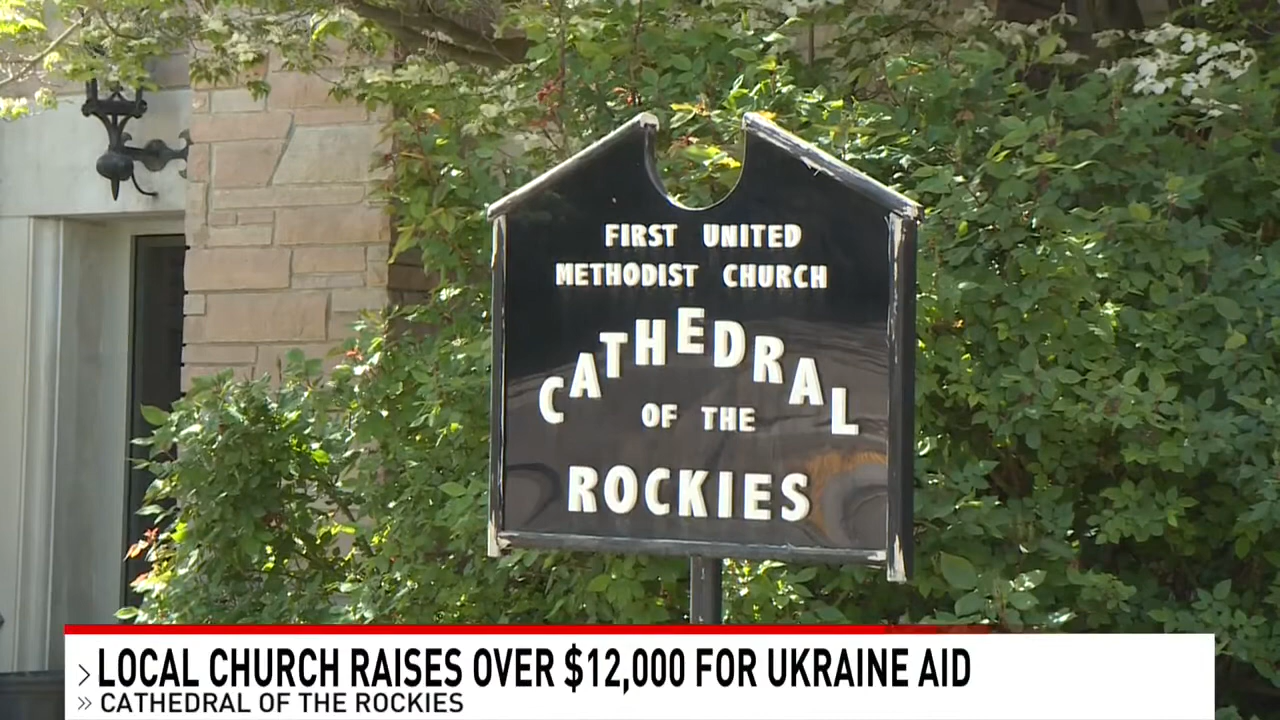 FIRST UNITED
METHODIST CHURCH
CATHEDRAL
OF THE
ROCKIES
LOCAL CHURCH RAISES OVER $12,000 FOR UKRAINE AID
CATHEDRAL OF THE ROCKIES